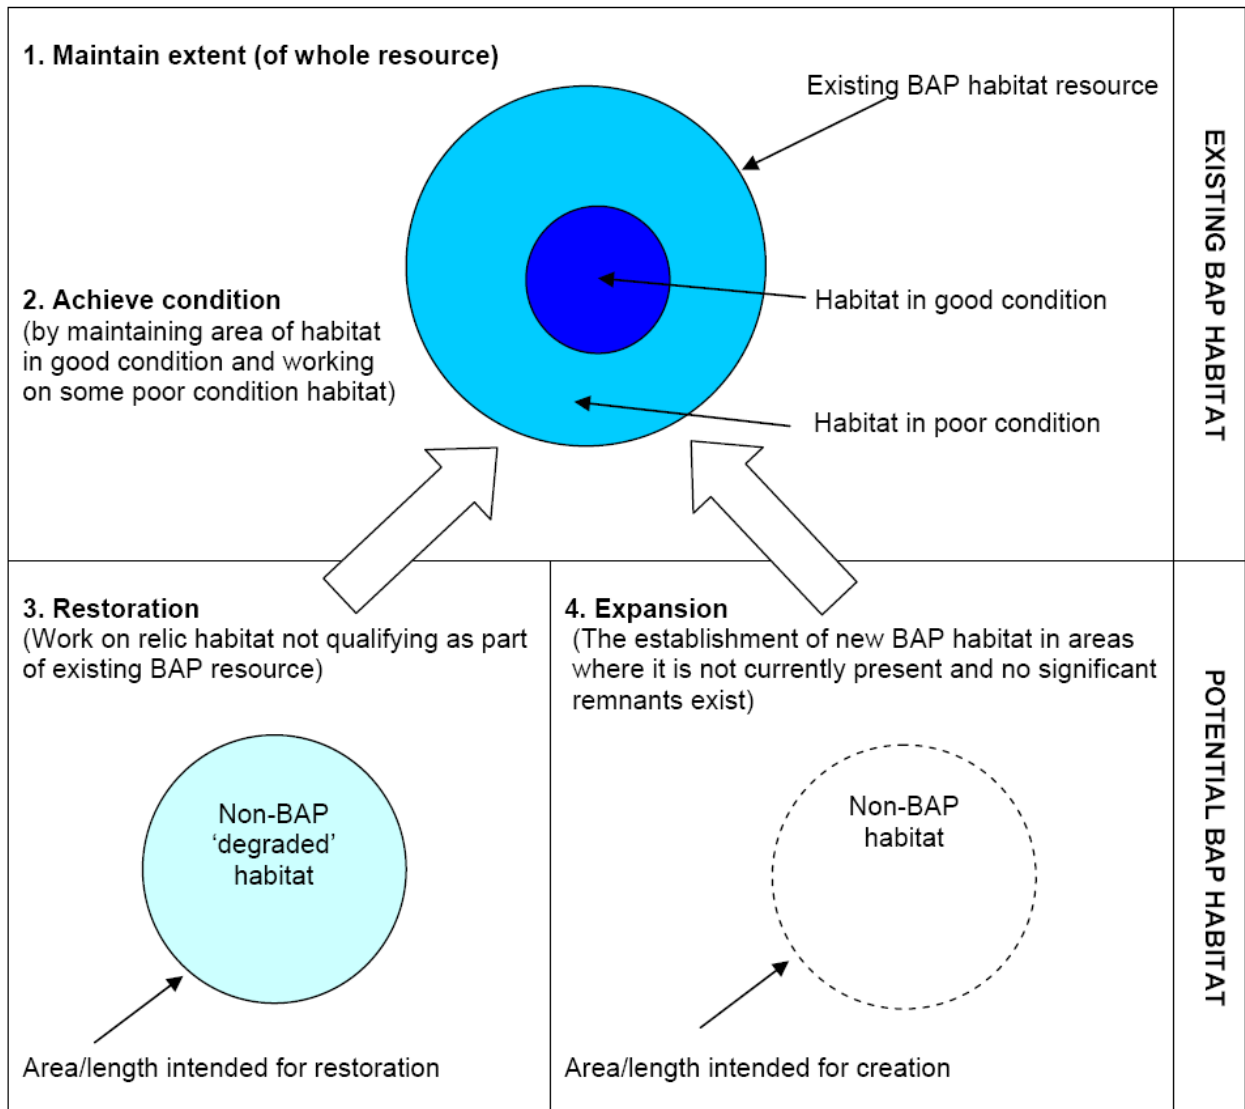 1. Maintain extent (of whole resource)
Existing BAP habitat resource
2. Achieve condition
(by maintaining area of habitat
in good condition and working
on some poor condition habitat)
Habitat in good condition
Habitat in poor condition
EXISTING BAP HABITAT
3. Restoration
(Work on relic habitat not qualifying as part
of existing BAP resource)
Non-BAP
‘degraded’
habitat
Area/length intended for restoration
4. Expansion
(The establishment of new BAP habitat in areas
where it is not currently present and no significant
remnants exist)
Non-BAP
habitat
Area/length intended for creation
POTENTIAL BAP HABITAT